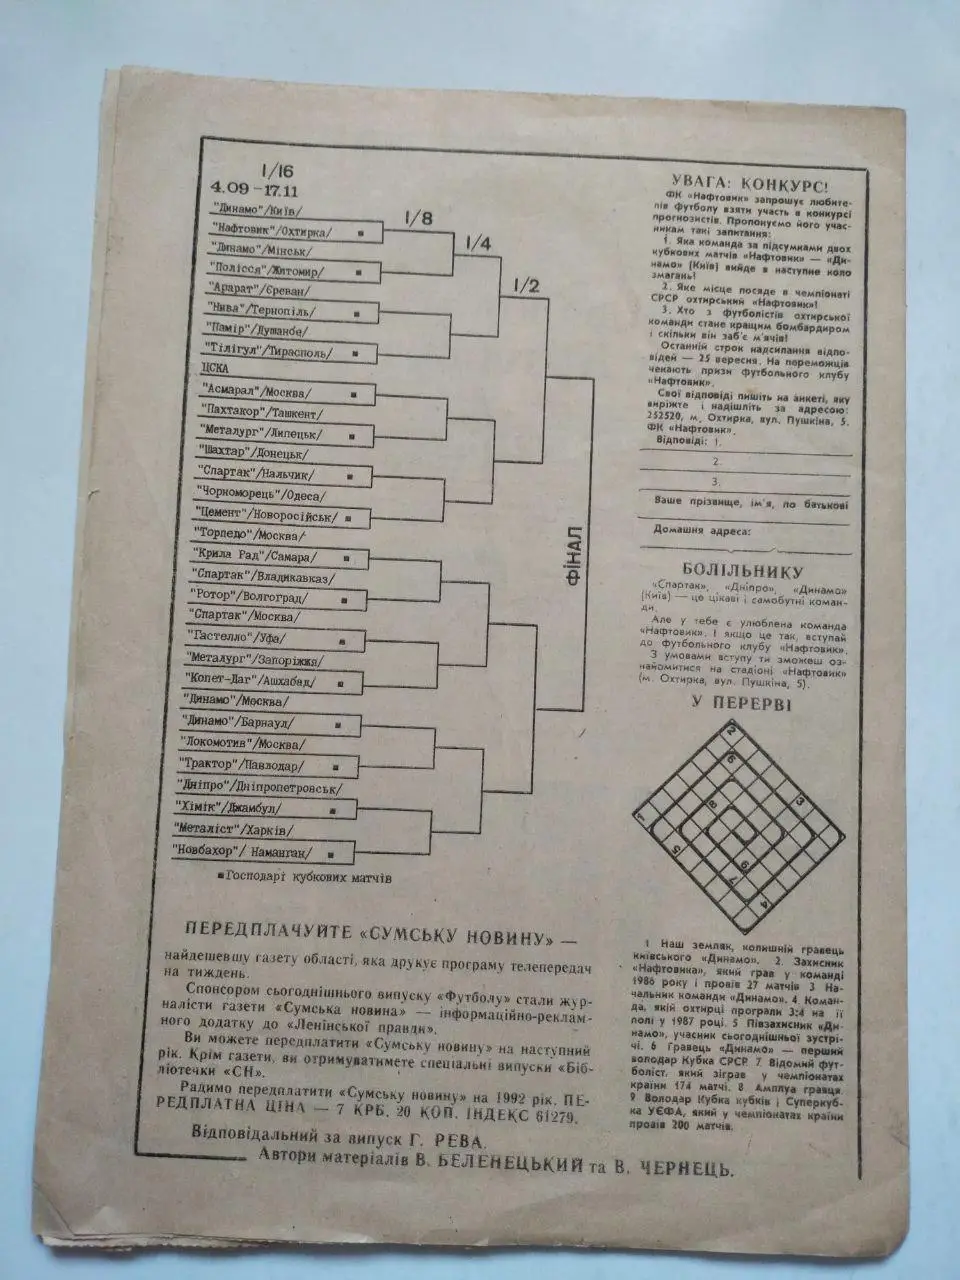 1/16
4.09 -17.11
1/8
1/4
1/2
ФІНАЛ
"Динамо"/Київ/
"Нафтовик"/Охтирка/ ▪
"Динамо"/Мінськ/
"Полісся"/Житомир/ ▪
"Арарат"/Єреван/
"Нива"/Тернопіль/ ▪
"Памір"/Душанбе/
"Тілігул"/Тирасполь/ ▪
ЦСКА
"Асмарал"/Москва/ ▪
"Пахтакор"/Ташкент/
"Металург"/Липецьк/ ▪
"Шахтар"/Донецьк/
"Спартак"/Нальчик/ ▪
"Чорноморець"/Одеса/
"Цемент"/Новоросійськ/ ▪
"Торпедо"/Москва/
"Крила Рад"/Самара/ ▪
"Спартак"/Владикавказ/
"Ротор"/Волгоград/ ▪
"Спартак"/Москва/
"Гастелло"/Уфа/ ▪
"Металург"/Запоріжжя/
"Копет-Даг"/Ашхабад/ ▪
"Динамо"/Москва/
"Динамо"/Барнаул/ ▪
"Локомотив"/Москва/
"Трактор"/Павлодар/ ▪
"Дніпро"/Дніпропетровськ/
"Хімік"/Джамбул/ ▪
"Металіст"/Харків/
"Новбахор"/ Наманган/ ▪
▪Господарі кубкових матчів
ПЕРЕДПЛАЧУЙТЕ «СУМСЬКУ НОВИНУ» —
найдешевшу газету області, яка друкує програму телепередач
на тиждень.
Спонсором сьогоднішнього випуску «Футболу» стали жур-
налісти газети «Сумська новина» — інформаційно-реклам-
ного додатку до «Ленінської правди».
Ви можете передплатити «Сумську новину» на наступний
рік. Крім газети, ви отримуватимете спеціальні випуски «Біб-
ліотечки «СН».
Радимо передплатити «Сумську новину» на 1992 рік. ПЕ-
РЕДПЛАТНА ЦІНА — 7 КРБ. 20 КОП. ІНДЕКС 61279.
Відповідальний за випуск Г. РЕВА.
Автори матеріалів В. БЕЛЕНЕЦЬКИЙ та В. ЧЕРНЕЦЬ.
УВАГА: КОНКУРС!
ФК «Нафтовик» запрошує любите-
лів футболу взяти участь в конкурсі
прогнозистів. Пропонуємо його учас-
никам такі запитання:
1. Яка команда за підсумками двох
кубкових матчів «Нафтовик» — «Ди-
намо» (Київ) вийде в наступне коло
змагань!
2. Яке місце посяде в чемпіонаті
СРСР охтирський «Нафтовик»!
3. Хто з футболістів охтирської
команди стане кращим бомбардиром
і скільки він заб'є м'ячів!
Останній строк надсилання відпо-
відей — 25 вересня. На переможців
чекають призи футбольного клубу
«Нафтовик».
Свої відповіді пишіть на анкеті, яку
виріжте і надішліть за адресою:
252520, м. Охтирка, вул. Пушкіна, 5.
ФК «Нафтовик».
Відповіді: 1.
2.
3.
Ваше прізвище, ім'я, по батькові
Домашня адреса:
БОЛІЛЬНИКУ
«Спартак», «Дніпро», «Динамо»
(Київ) — це цікаві і самобутні коман-
ди.
Але у тебе є улюблена команда
«Нафтовик». І якщо це так, вступай
до футбольного клубу «Нафтовик».
З умовами вступу ти зможеш оз-
найомитися на стадіоні «Нафтовик»
(м. Охтирка, вул. Пушкіна, 5).
У ПЕРЕРВІ
2
6
8
3
1
5
9
7
4
1 Наш земляк, колишній гравець
київського «Динамо». 2. Захисник
«Нафтовика», який грав у команді
1986 року і провів 27 матчів 3 На-
чальник команди «Динамо». 4. Коман-
да, якій охтирці програли 3:4 на її
полі у 1987 році. 5 Півзахисник «Ди-
намо», учасник сьогоднішньої зустрі-
чі. 6 Гравець «Динамо» — перший
володар Кубка СРСР. 7. Відомий фут-
боліст, який зіграв у чемпіонатах
країни 174 матчі. 8 Амплуа гравця.
9 Володар Кубка кубків і Суперкуб-
ка УЄФА, який у чемпіонатах країни
провів 200 матчів.